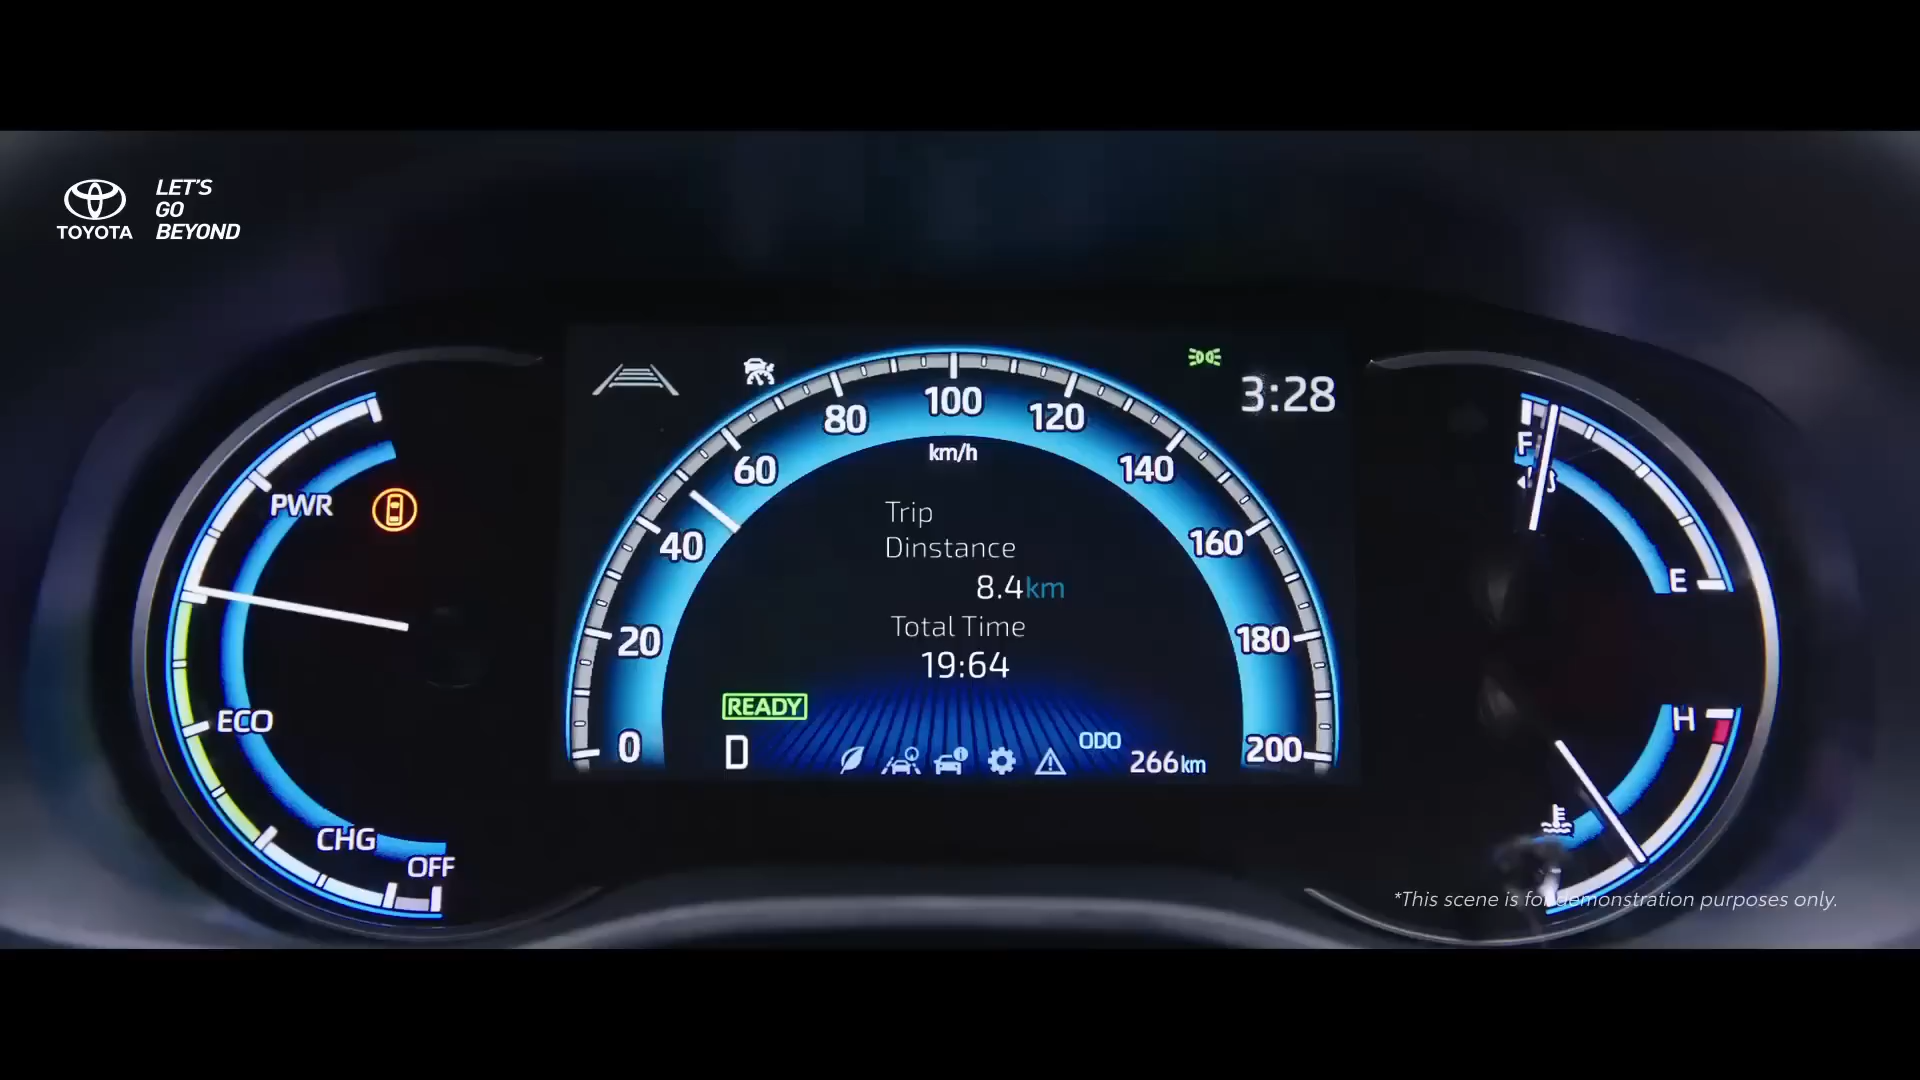 TOYOTA
LET'S
GO
BEYOND
3:28
PWR
ECO
CHG
OFF
0
20
40
60
80
100
120
140
160
180
200
km/h
Trip
Dinstance
8.4km
Total Time
19:64
READY
D
ODO
266km
F
E
H
*This scene is for demonstration purposes only.